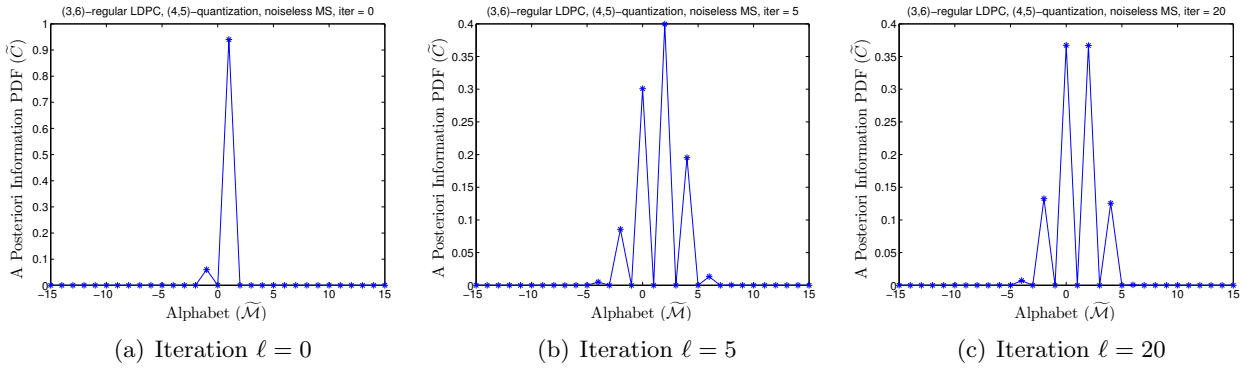 (3,6)−regular LDPC, (4,5)−quantization, noiseless MS, iter = 0
A Posteriori Information PDF (C̃)
1
0.9
0.8
0.7
0.6
0.5
0.4
0.3
0.2
0.1
0
−15 −10 −5 0 5 10 15
Alphabet (ℳ̃)
(a) Iteration ℓ = 0
(3,6)−regular LDPC, (4,5)−quantization, noiseless MS, iter = 5
A Posteriori Information PDF (C̃)
0.4
0.35
0.3
0.25
0.2
0.15
0.1
0.05
0
−15 −10 −5 0 5 10 15
Alphabet (ℳ̃)
(b) Iteration ℓ = 5
(3,6)−regular LDPC, (4,5)−quantization, noiseless MS, iter = 20
A Posteriori Information PDF (C̃)
0.4
0.35
0.3
0.25
0.2
0.15
0.1
0.05
0
−15 −10 −5 0 5 10 15
Alphabet (ℳ̃)
(c) Iteration ℓ = 20